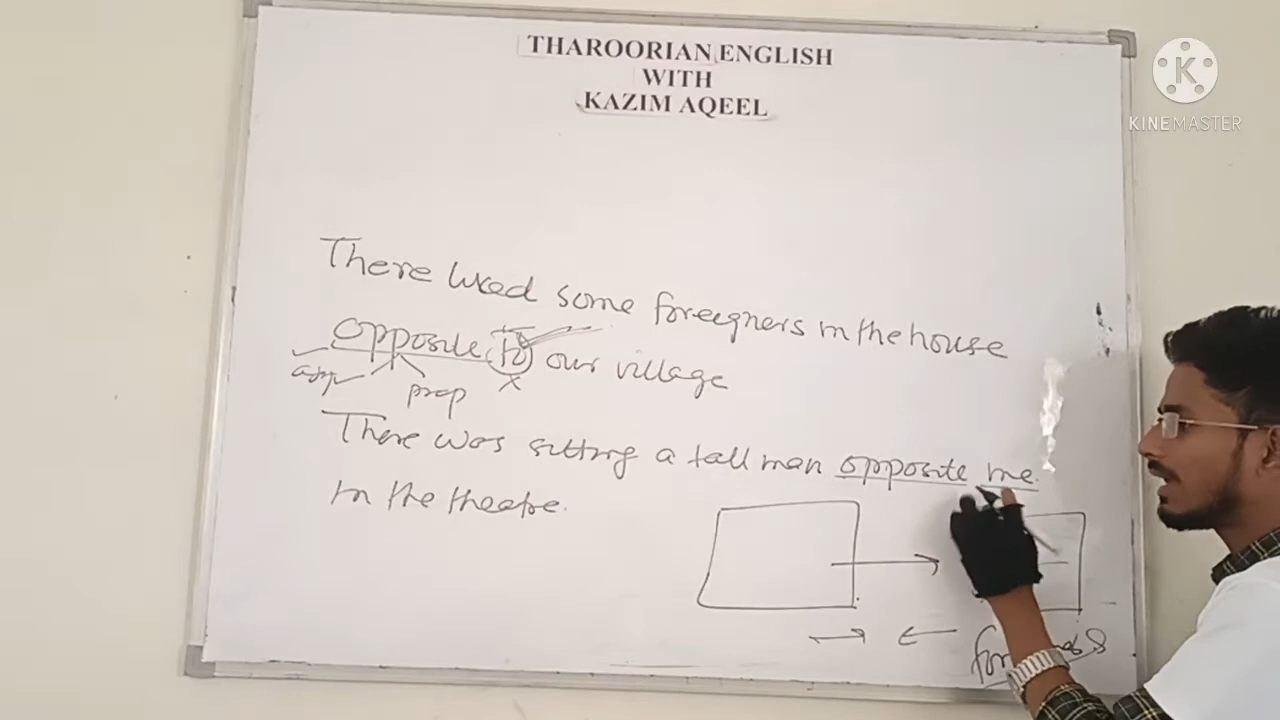 THAROORIAN ENGLISH
WITH
KAZIM AQEEL
KINEMASTER
There lived some foreigners in the house
opposite to our village
adj prep x
There was sitting a tall man opposite me.
in the theatre.